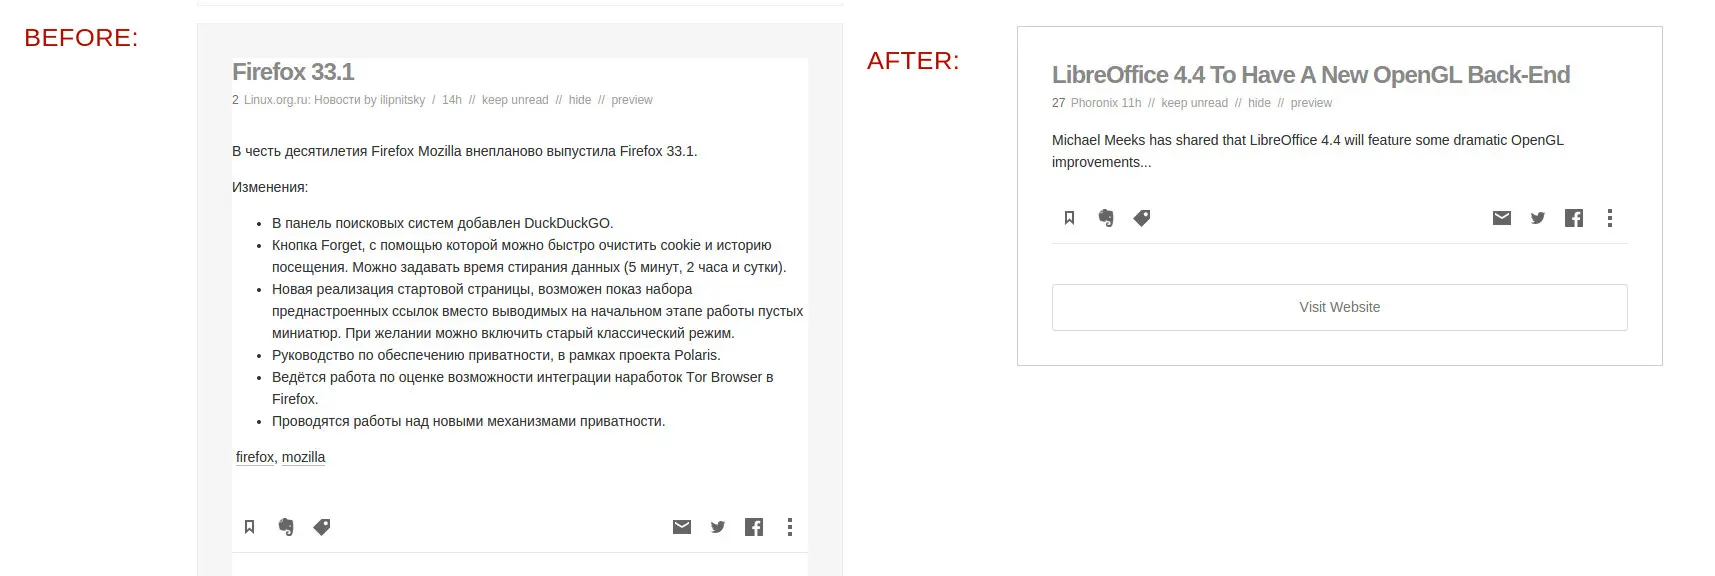 BEFORE:
Firefox 33.1
2 Linux.org.ru: Новости by ilipnitsky / 14h // keep unread // hide // preview
В честь десятилетия Firefox Mozilla внепланово выпустила Firefox 33.1.
Изменения:
• В панель поисковых систем добавлен DuckDuckGO.
• Кнопка Forget, с помощью которой можно быстро очистить cookie и историю
посещения. Можно задавать время стирания данных (5 минут, 2 часа и сутки).
• Новая реализация стартовой страницы, возможен показ набора
преднастроенных ссылок вместо выводимых на начальном этапе работы пустых
миниатюр. При желании можно включить старый классический режим.
• Руководство по обеспечению приватности, в рамках проекта Polaris.
• Ведётся работа по оценке возможности интеграции наработок Tor Browser в
Firefox.
• Проводятся работы над новыми механизмами приватности.
firefox, mozilla
AFTER:
LibreOffice 4.4 To Have A New OpenGL Back-End
27 Phoronix 11h // keep unread // hide // preview
Michael Meeks has shared that LibreOffice 4.4 will feature some dramatic OpenGL
improvements...
Visit Website